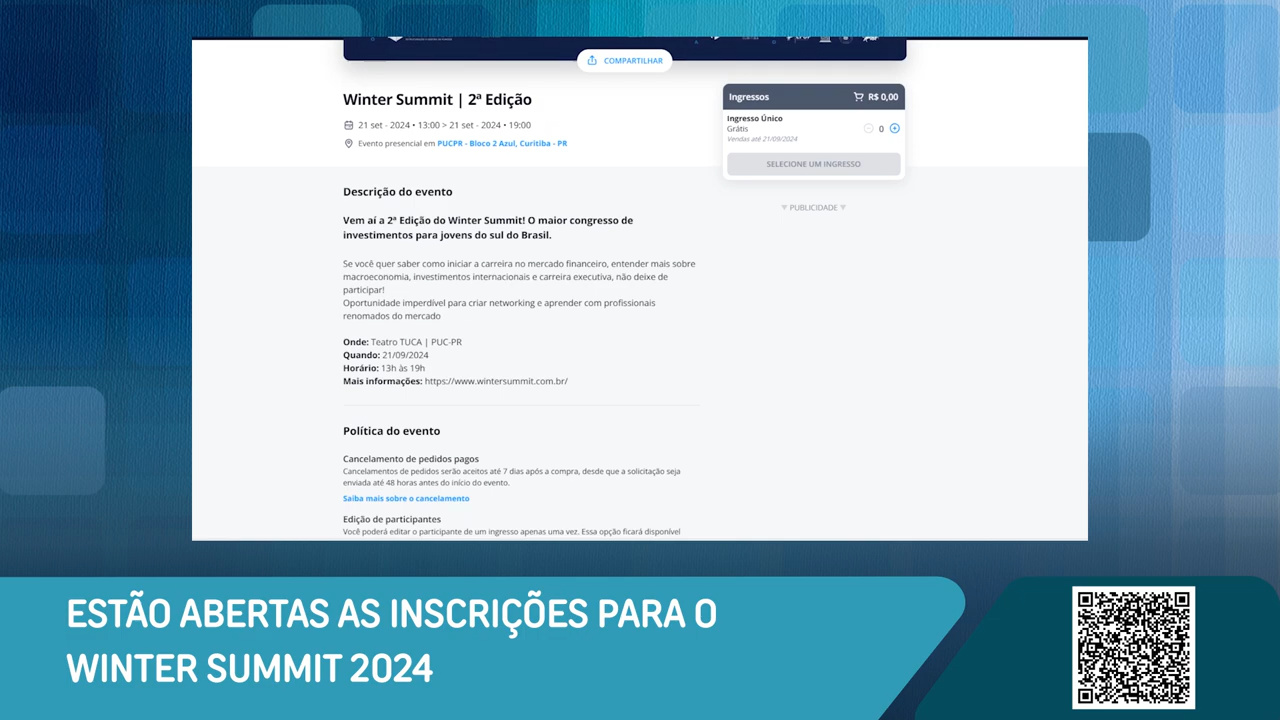 COMPARTILHAR
Winter Summit | 2ª Edição
21 set - 2024 • 13:00 > 21 set - 2024 • 19:00
Evento presencial em PUCPR - Bloco 2 Azul, Curitiba - PR
Ingressos R$ 0,00
Ingresso Único
Grátis
0
Vendas até 21/09/2024
SELECIONE UM INGRESSO
PUBLICIDADE
Descrição do evento
Vem aí a 2ª Edição do Winter Summit! O maior congresso de
investimentos para jovens do sul do Brasil.
Se você quer saber como iniciar a carreira no mercado financeiro, entender mais sobre
macroeconomia, investimentos internacionais e carreira executiva, não deixe de
participar!
Oportunidade imperdível para criar networking e aprender com profissionais
renomados do mercado
Onde: Teatro TUCA | PUC-PR
Quando: 21/09/2024
Horário: 13h às 19h
Mais informações: https://www.wintersummit.com.br/
Política do evento
Cancelamento de pedidos pagos
Cancelamentos de pedidos serão aceitos até 7 dias após a compra, desde que a solicitação seja
enviada até 48 horas antes do início do evento.
Saiba mais sobre o cancelamento
Edição de participantes
Você poderá editar o participante de um ingresso apenas uma vez. Essa opção ficará disponível
ESTÃO ABERTAS AS INSCRIÇÕES PARA O
WINTER SUMMIT 2024